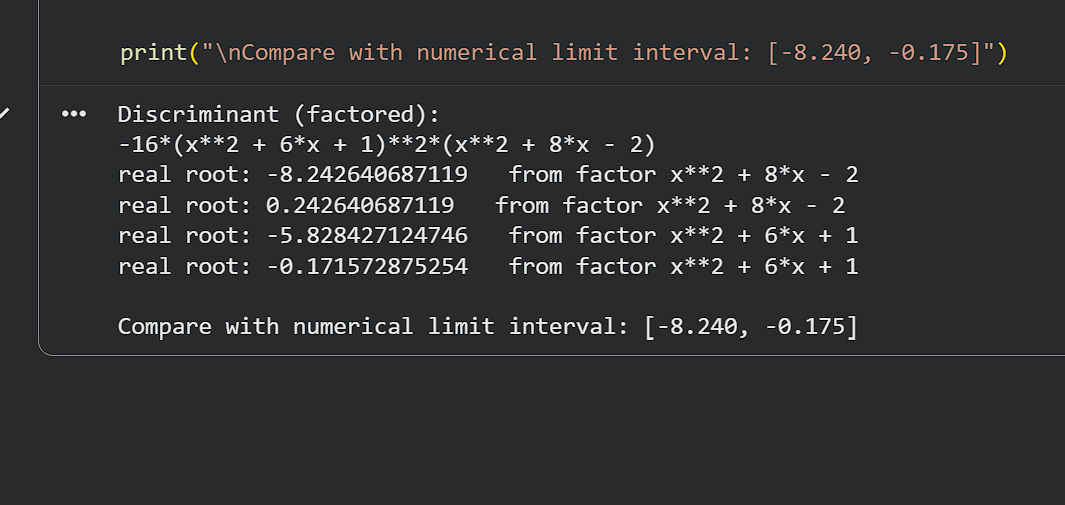 print("\nCompare with numerical limit interval: [-8.240, -0.175]")
Discriminant (factored):
-16*(x**2 + 6*x + 1)**2*(x**2 + 8*x - 2)
real root: -8.242640687119   from factor x**2 + 8*x - 2
real root: 0.242640687119   from factor x**2 + 8*x - 2
real root: -5.828427124746   from factor x**2 + 6*x + 1
real root: -0.171572875254   from factor x**2 + 6*x + 1
Compare with numerical limit interval: [-8.240, -0.175]